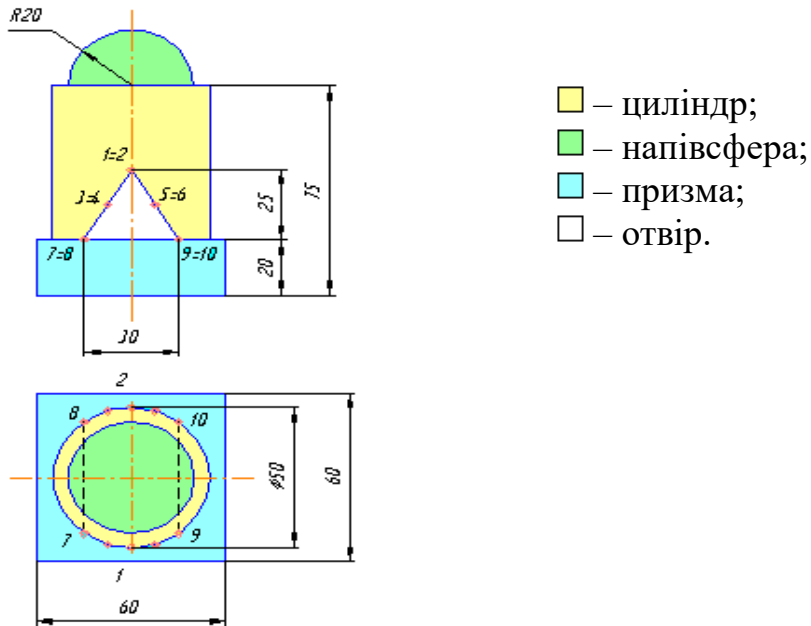 R20
1=2
3=4
5=6
25
75
7=8
9=10
20
30
– циліндр;
– напівсфера;
– призма;
– отвір.
2
8
10
ϕ50
60
7
9
1
60